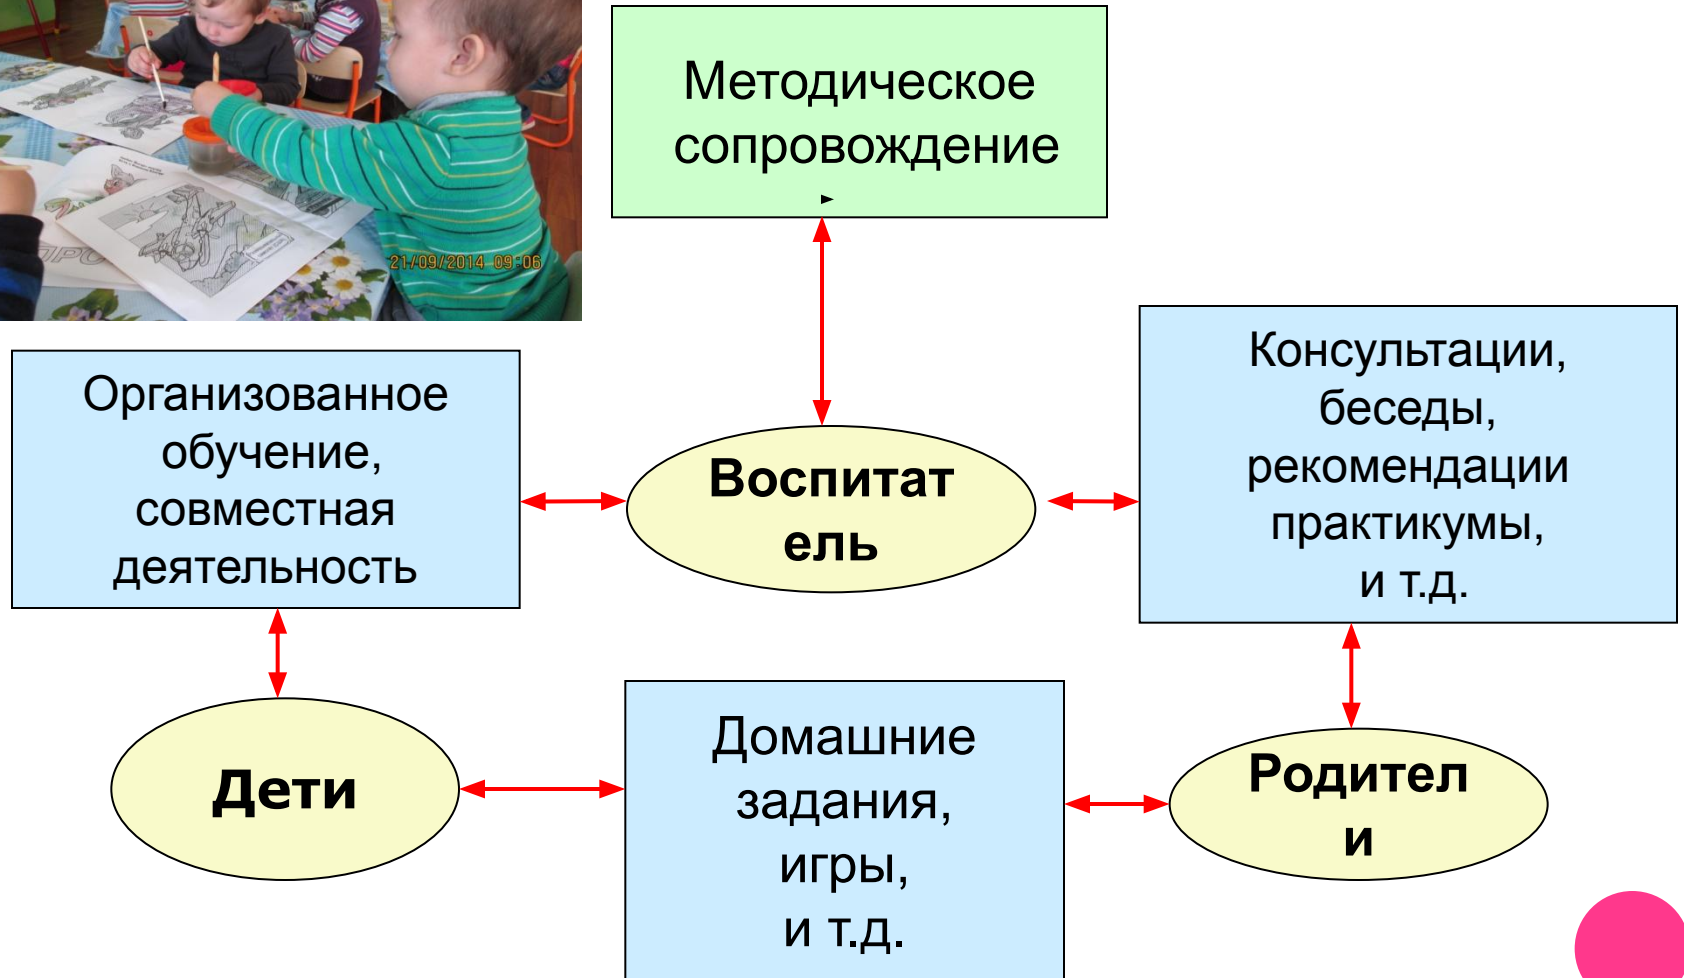 Методическое
сопровождение
21/09/2014 09:06
Организованное
обучение,
совместная
деятельность
Воспитат
ель
Консультации,
беседы,
рекомендации
практикумы,
и т.д.
Дети
Домашние
задания,
игры,
и т.д.
Родител
и